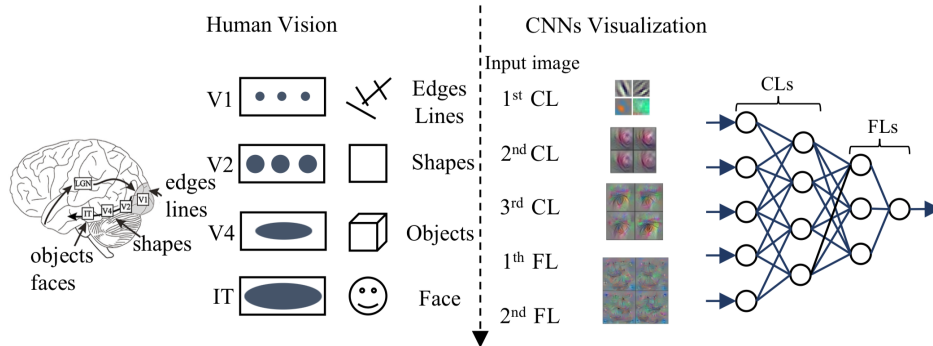 Human Vision
CNNs Visualization
Input image
V1
Edges
Lines
V2
Shapes
V4
Objects
IT
Face
LGN
IT
V4
V2
V1
edges
lines
shapes
objects
faces
1st CL
2nd CL
3rd CL
1th FL
2nd FL
CLs
FLs